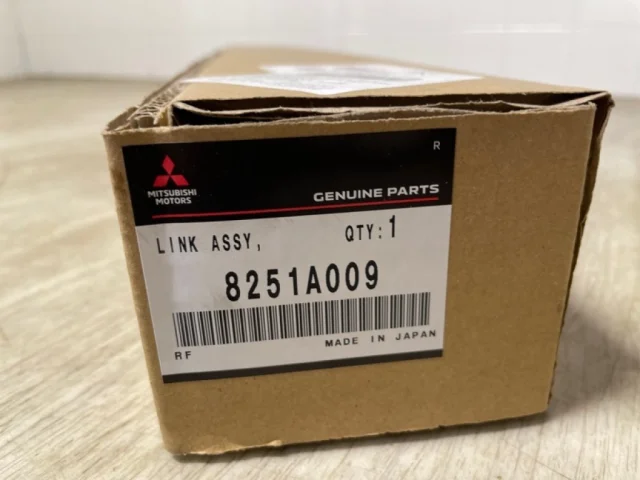 R
MITSUBISHI
MOTORS
GENUINE PARTS
LINK ASSY, QTY:1
8251A009
RF MADE IN JAPAN